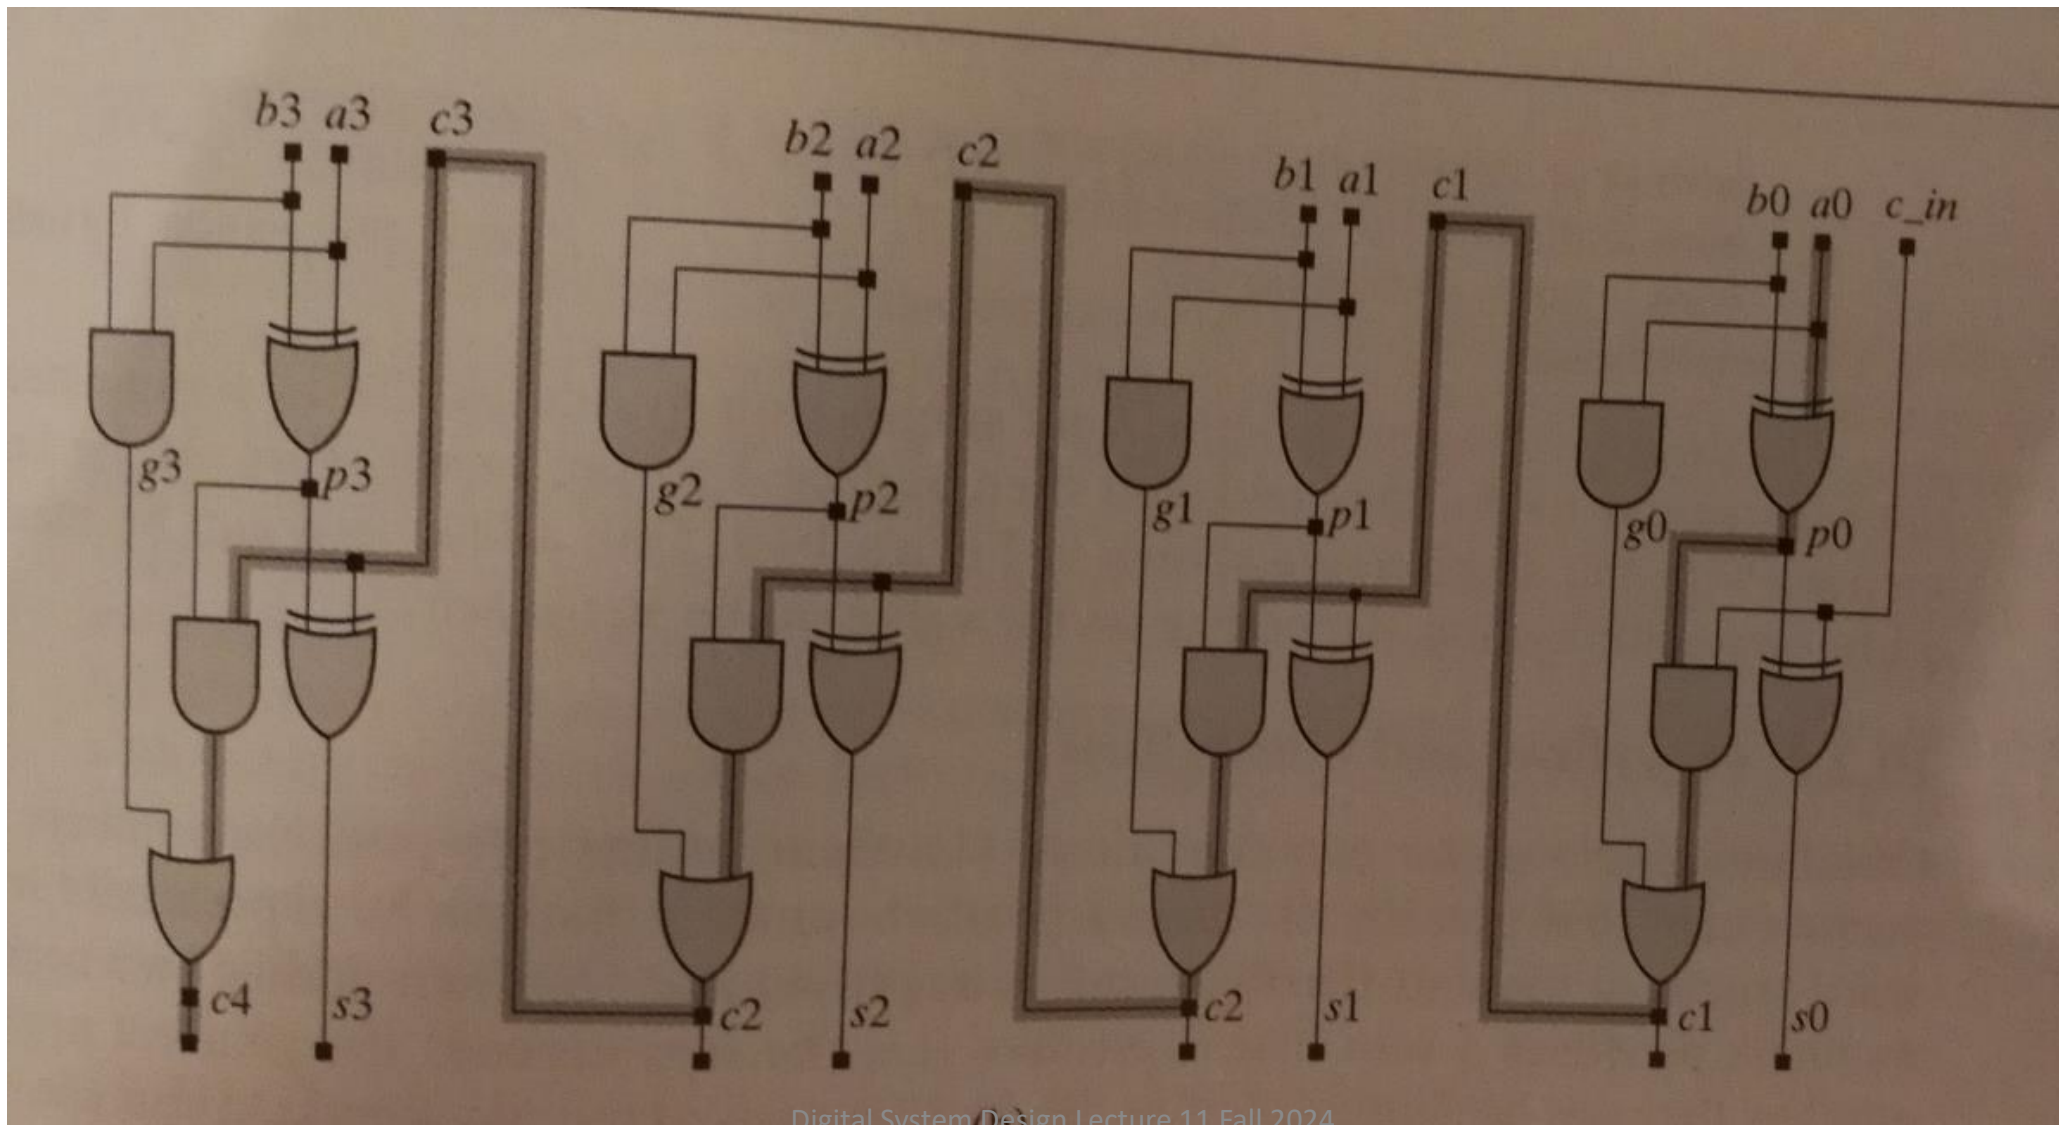 b3 a3 c3
b2 a2 c2
b1 a1 c1
b0 a0 c_in
g3 p3
g2 p2
g1 p1
g0 p0
c4 s3
c2 s2
c2 s1
c1 s0
Digital System Design Lecture 11 Fall 2024